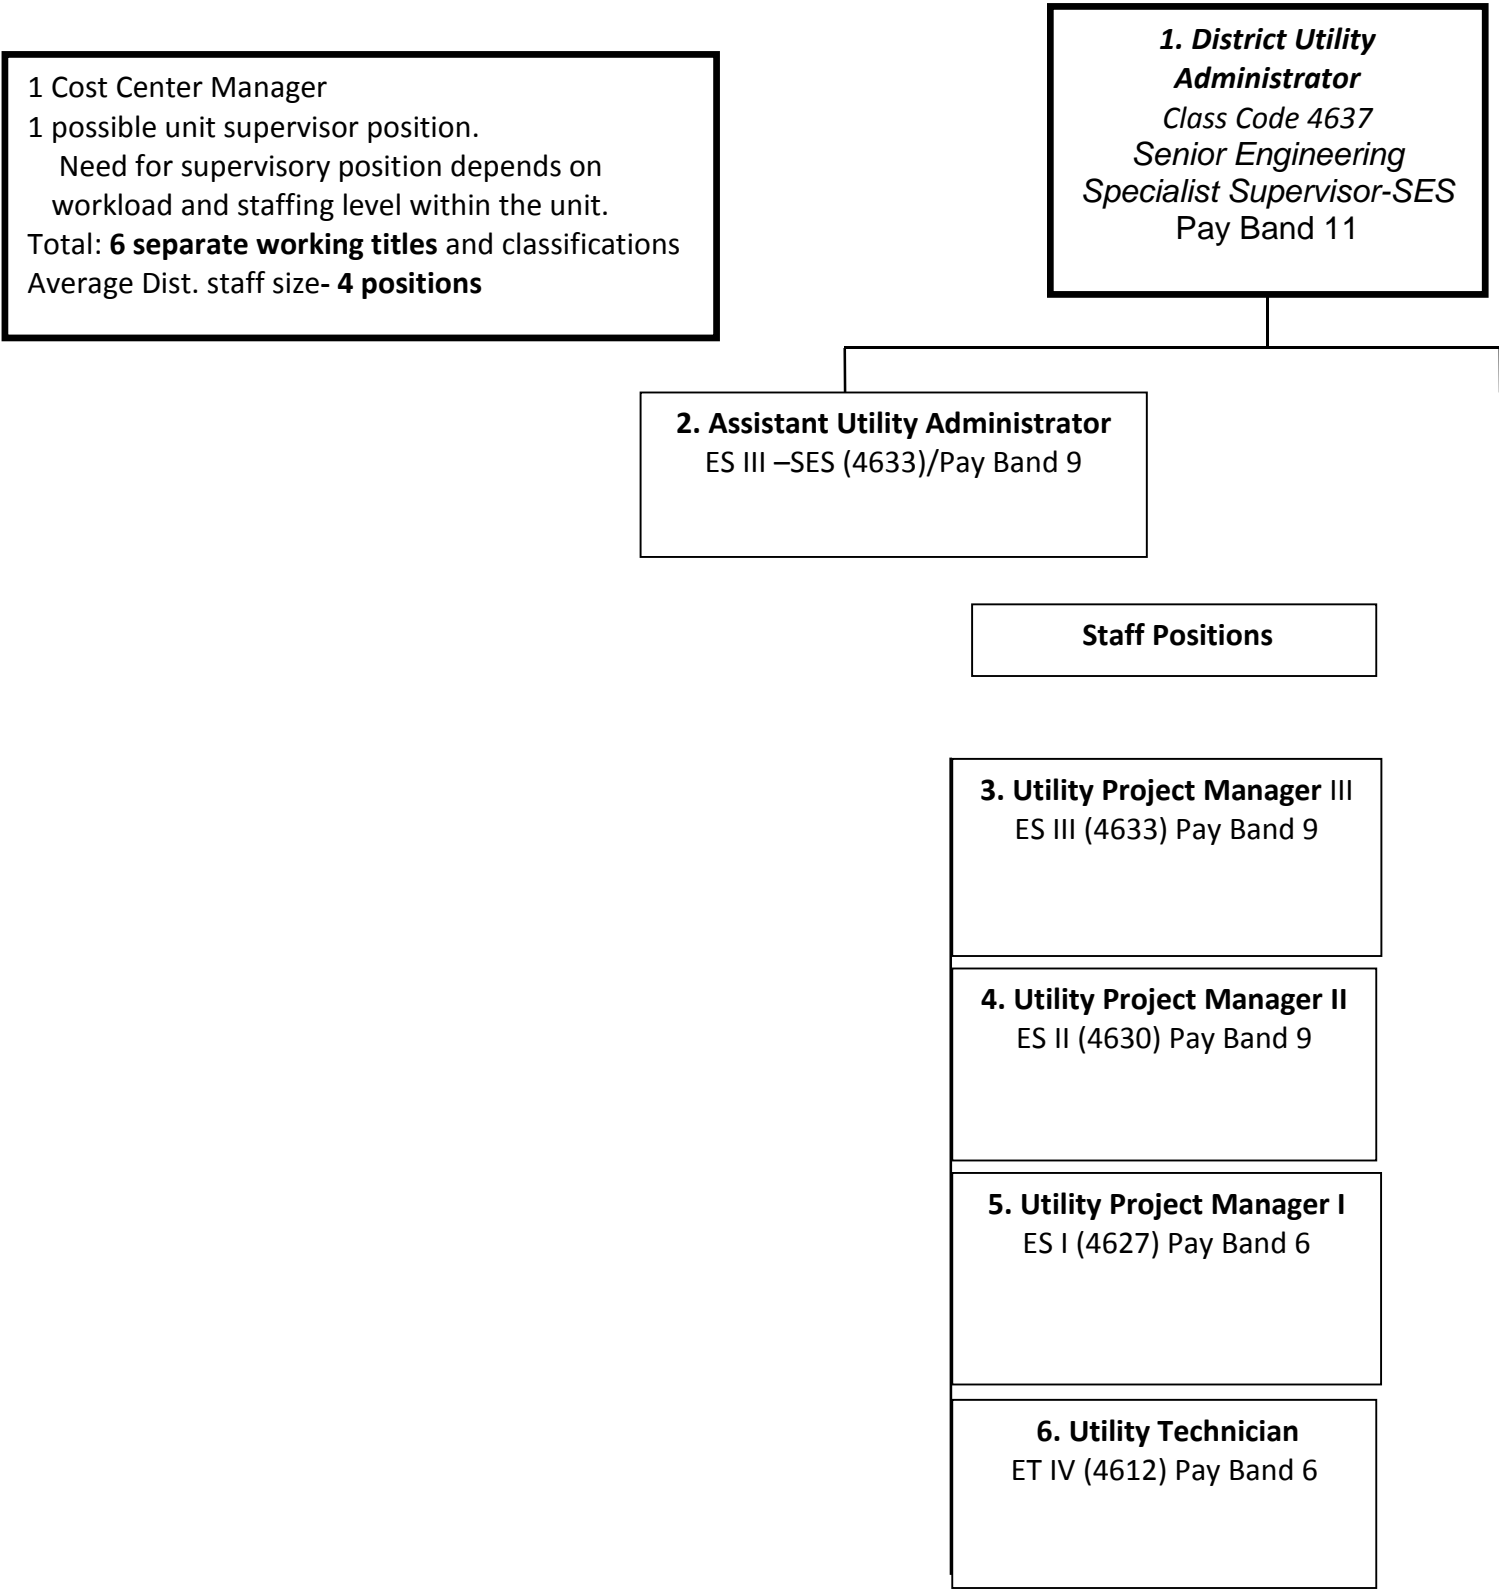 1 Cost Center Manager
1 possible unit supervisor position.
Need for supervisory position depends on
workload and staffing level within the unit.
Total: 6 separate working titles and classifications
Average Dist. staff size- 4 positions
1. District Utility
Administrator
Class Code 4637
Senior Engineering
Specialist Supervisor-SES
Pay Band 11
2. Assistant Utility Administrator
ES III –SES (4633)/Pay Band 9
Staff Positions
3. Utility Project Manager III
ES III (4633) Pay Band 9
4. Utility Project Manager II
ES II (4630) Pay Band 9
5. Utility Project Manager I
ES I (4627) Pay Band 6
6. Utility Technician
ET IV (4612) Pay Band 6